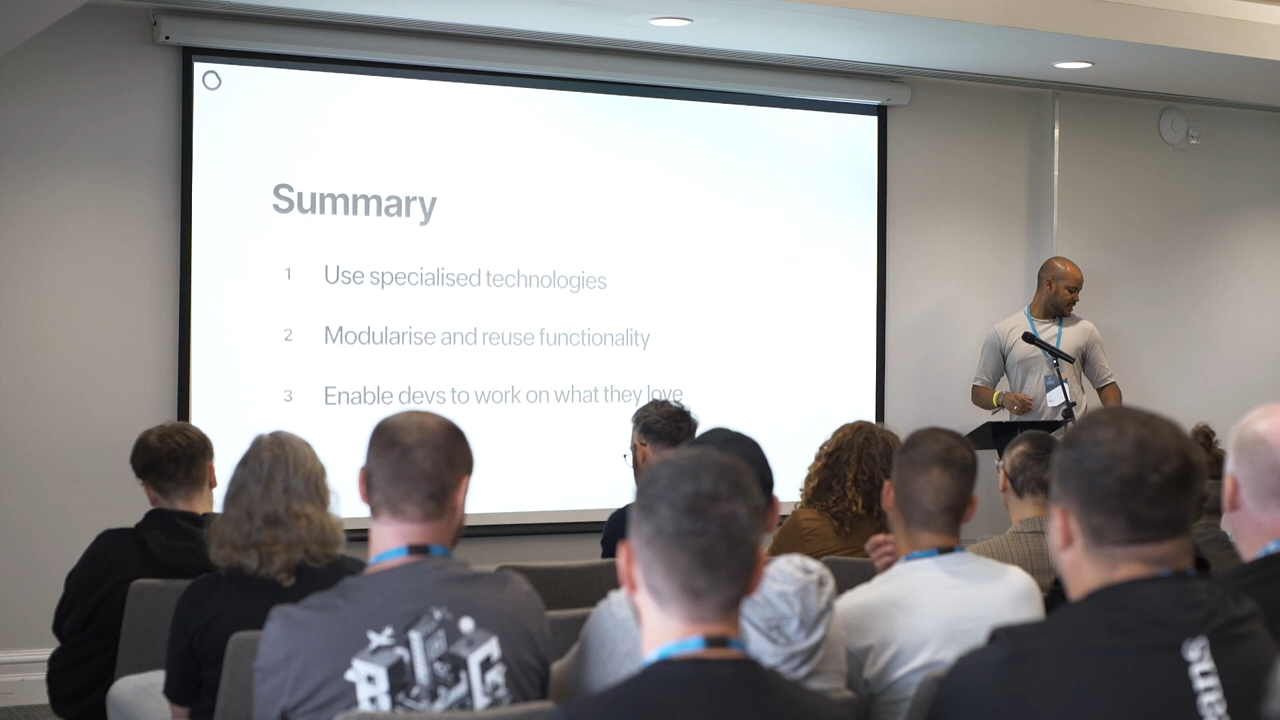 Summary
1 Use specialised technologies
2 Modularise and reuse functionality
3 Enable devs to work on what they love